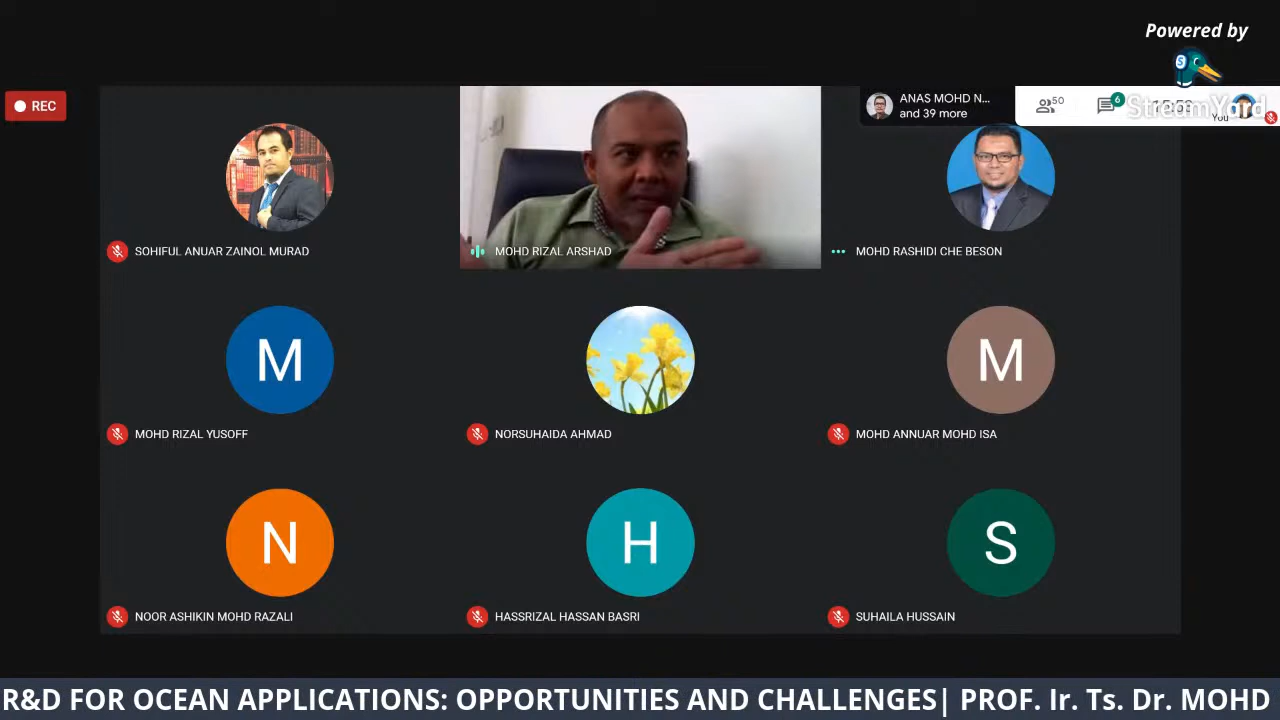 Powered by
REC
ANAS MOHD N...
and 39 more
50
6
You
StreamYard
SOHIFUL ANUAR ZAINOL MURAD
MOHD RIZAL ARSHAD
MOHD RASHIDI CHE BESON
M
M
MOHD RIZAL YUSOFF
NORSUHAIDA AHMAD
MOHD ANNUAR MOHD ISA
N
H
S
NOOR ASHIKIN MOHD RAZALI
HASSRIZAL HASSAN BASRI
SUHAILA HUSSAIN
R&D FOR OCEAN APPLICATIONS: OPPORTUNITIES AND CHALLENGES| PROF. Ir. Ts. Dr. MOHD